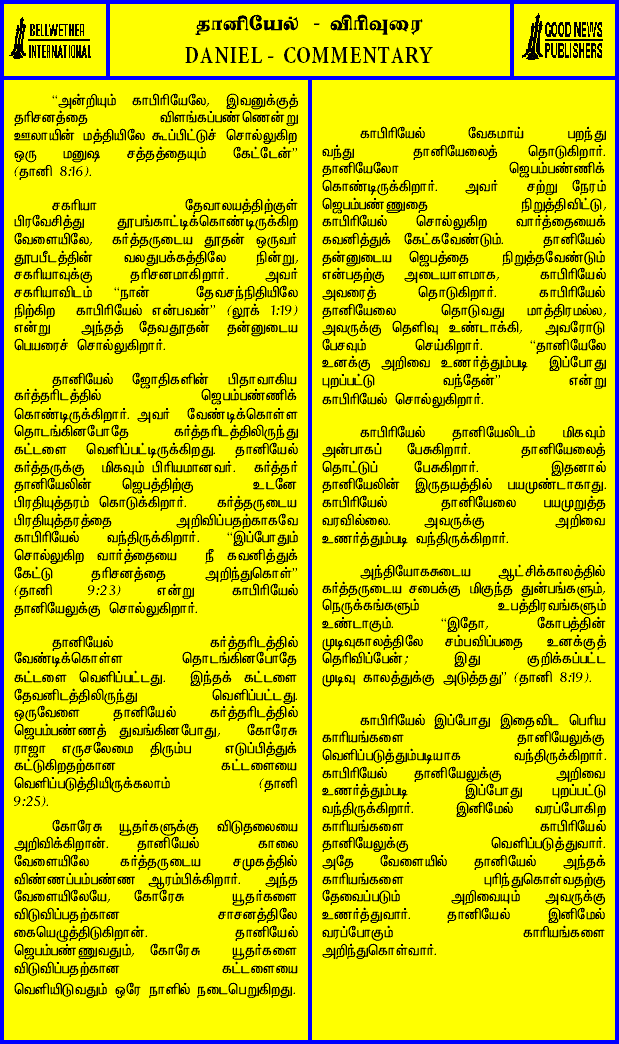 BELLWETHER
INTERNATIONAL
தானியேல் - விரிவுரை
DANIEL - COMMENTARY
GOOD NEWS
PUBLISHERS
“அன்றியும் காபிரியேலே, இவனுக்குத்
தரிசனத்தை விளங்கப்பண்ணென்று
ஊலாயின் மத்தியிலே கூப்பிட்டுச் சொல்லுகிற
ஒரு மனுஷ சத்தத்தையும் கேட்டேன்”
(தானி 8:16).
சகரியா தேவாலயத்திற்குள்
பிரவேசித்து தூபங்காட்டிக்கொண்டிருக்கிற
வேளையிலே, கர்த்தருடைய தூதன் ஒருவர்
தூபபீடத்தின் வலதுபக்கத்திலே நின்று,
சகரியாவுக்கு தரிசனமாகிறார். அவர்
சகரியாவிடம் “நான் தேவசந்நிதியிலே
நிற்கிற காபிரியேல் என்பவன்” (லூக் 1:19)
என்று அந்தத் தேவதூதன் தன்னுடைய
பெயரைச் சொல்லுகிறார்.
தானியேல் ஜோதிகளின் பிதாவாகிய
கர்த்தரிடத்தில் ஜெபம்பண்ணிக்
கொண்டிருக்கிறார். அவர் வேண்டிக்கொள்ள
தொடங்கினபோதே கர்த்தரிடத்திலிருந்து
கட்டளை வெளிப்பட்டிருக்கிறது. தானியேல்
கர்த்தருக்கு மிகவும் பிரியமானவர். கர்த்தர்
தானியேலின் ஜெபத்திற்கு உடனே
பிரதியுத்தரம் கொடுக்கிறார். கர்த்தருடைய
பிரதியுத்தரத்தை அறிவிப்பதற்காகவே
காபிரியேல் வந்திருக்கிறார். “இப்போதும்
சொல்லுகிற வார்த்தையை நீ கவனித்துக்
கேட்டு தரிசனத்தை அறிந்துகொள்”
(தானி 9:23) என்று காபிரியேல்
தானியேலுக்கு சொல்லுகிறார்.
தானியேல் கர்த்தரிடத்தில்
வேண்டிக்கொள்ள தொடங்கினபோதே
கட்டளை வெளிப்பட்டது. இந்தக் கட்டளை
தேவனிடத்திலிருந்து வெளிப்பட்டது.
ஒருவேளை தானியேல் கர்த்தரிடத்தில்
ஜெபம்பண்ணத் துவங்கினபோது, கோரேசு
ராஜா எருசலேமை திரும்ப எடுப்பித்துக்
கட்டுகிறதற்கான கட்டளையை
வெளிப்படுத்தியிருக்கலாம் (தானி
9:25).
கோரேசு யூதர்களுக்கு விடுதலையை
அறிவிக்கிறான். தானியேல் காலை
வேளையிலே கர்த்தருடைய சமுகத்தில்
விண்ணப்பம்பண்ண ஆரம்பிக்கிறார். அந்த
வேளையிலேயே, கோரேசு யூதர்களை
விடுவிப்பதற்கான சாசனத்திலே
கையெழுத்திடுகிறான். தானியேல்
ஜெபம்பண்ணுவதும், கோரேசு யூதர்களை
விடுவிப்பதற்கான கட்டளையை
வெளியிடுவதும் ஒரே நாளில் நடைபெறுகிறது.
காபிரியேல் வேகமாய் பறந்து
வந்து தானியேலைத் தொடுகிறார்.
தானியேலோ ஜெபம்பண்ணிக்
கொண்டிருக்கிறார். அவர் சற்று நேரம்
ஜெபம்பண்ணுதை நிறுத்திவிட்டு,
காபிரியேல் சொல்லுகிற வார்த்தையைக்
கவனித்துக் கேட்கவேண்டும். தானியேல்
தன்னுடைய ஜெபத்தை நிறுத்தவேண்டும்
என்பதற்கு அடையாளமாக, காபிரியேல்
அவரைத் தொடுகிறார். காபிரியேல்
தானியேலை தொடுவது மாத்திரமல்ல,
அவருக்கு தெளிவு உண்டாக்கி, அவரோடு
பேசவும் செய்கிறார். “தானியேலே
உனக்கு அறிவை உணர்த்தும்படி இப்போது
புறப்பட்டு வந்தேன்” என்று
காபிரியேல் சொல்லுகிறார்.
காபிரியேல் தானியேலிடம் மிகவும்
அன்பாகப் பேசுகிறார். தானியேலைத்
தொட்டுப் பேசுகிறார். இதனால்
தானியேலின் இருதயத்தில் பயமுண்டாகாது.
காபிரியேல் தானியேலை பயமுறுத்த
வரவில்லை. அவருக்கு அறிவை
உணர்த்தும்படி வந்திருக்கிறார்.
அந்தியோகசுடைய ஆட்சிக்காலத்தில்
கர்த்தருடைய சபைக்கு மிகுந்த துன்பங்களும்,
நெருக்கங்களும் உபத்திரவங்களும்
உண்டாகும். “இதோ, கோபத்தின்
முடிவுகாலத்திலே சம்பவிப்பதை உனக்குத்
தெரிவிப்பேன்; இது குறிக்கப்பட்ட
முடிவு காலத்துக்கு அடுத்தது” (தானி 8:19).
காபிரியேல் இப்போது இதைவிட பெரிய
காரியங்களை தானியேலுக்கு
வெளிப்படுத்தும்படியாக வந்திருக்கிறார்.
காபிரியேல் தானியேலுக்கு அறிவை
உணர்த்தும்படி இப்போது புறப்பட்டு
வந்திருக்கிறார். இனிமேல் வரப்போகிற
காரியங்களை காபிரியேல்
தானியேலுக்கு வெளிப்படுத்துவார்.
அதே வேளையில் தானியேல் அந்தக்
காரியங்களை புரிந்துகொள்வதற்கு
தேவைப்படும் அறிவையும் அவருக்கு
உணர்த்துவார். தானியேல் இனிமேல்
வரப்போகும் காரியங்களை
அறிந்துகொள்வார்.